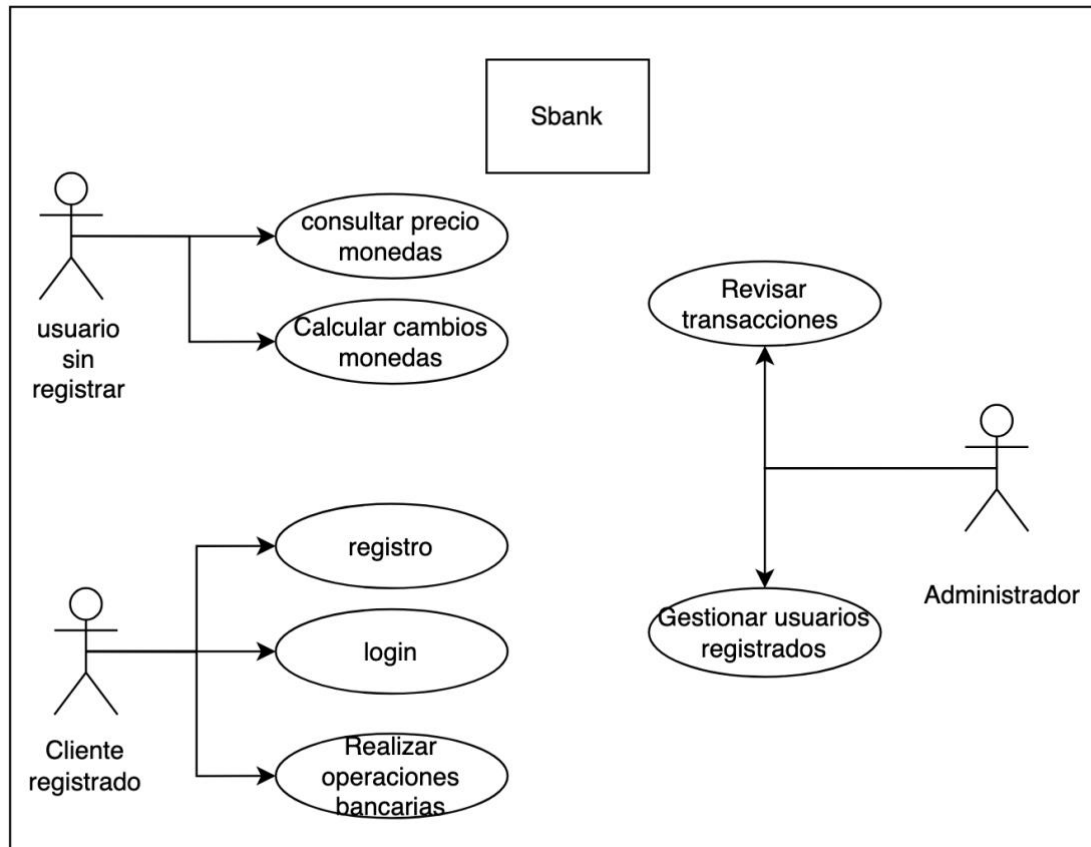 Sbank
consultar precio
monedas
Calcular cambios
monedas
usuario
sin
registrar
Revisar
transacciones
registro
login
Realizar
operaciones
bancarias
Cliente
registrado
Gestionar usuarios
registrados
Administrador